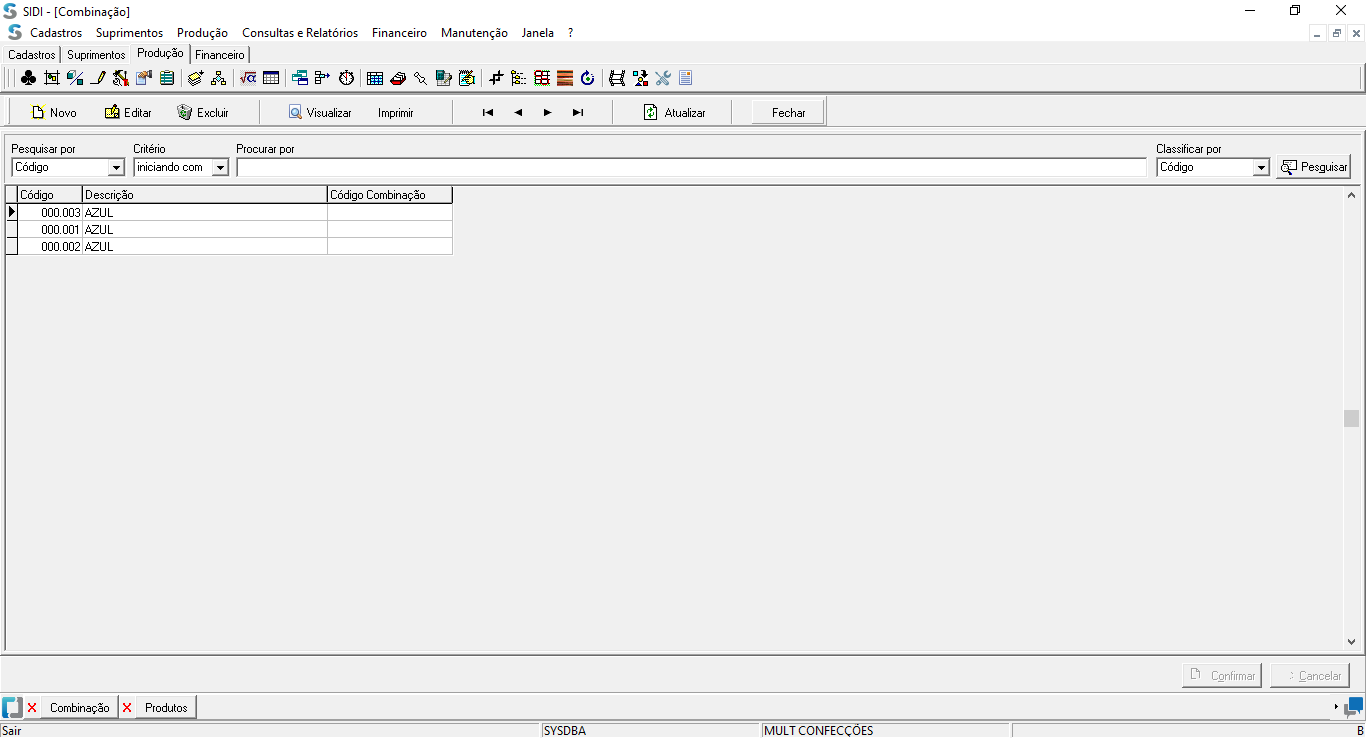 SIDI - [Combinação]
Cadastros Suprimentos Produção Consultas e Relatórios Financeiro Manutenção Janela ?
Cadastros Suprimentos Produção Financeiro
Novo Editar Excluir Visualizar Imprimir Atualizar Fechar
Pesquisar por Critério Procurar por Classificar por
Código iniciando com Código Pesquisar
Código Descrição Código Combinação
000.003 AZUL
000.001 AZUL
000.002 AZUL
Confirmar Cancelar
Combinação Produtos
Sair SYSDBA MULT CONFECÇÕES B